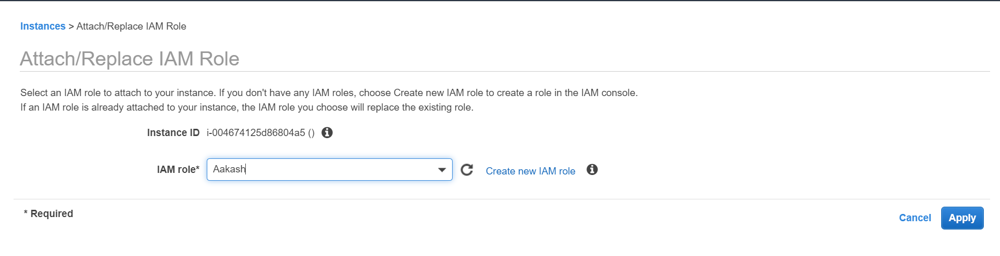 Instances > Attach/Replace IAM Role
Attach/Replace IAM Role
Select an IAM role to attach to your instance. If you don't have any IAM roles, choose Create new IAM role to create a role in the IAM console.
If an IAM role is already attached to your instance, the IAM role you choose will replace the existing role.
Instance ID i-004674125d86804a5 ()
IAM role* Aakash Create new IAM role
* Required
Cancel Apply